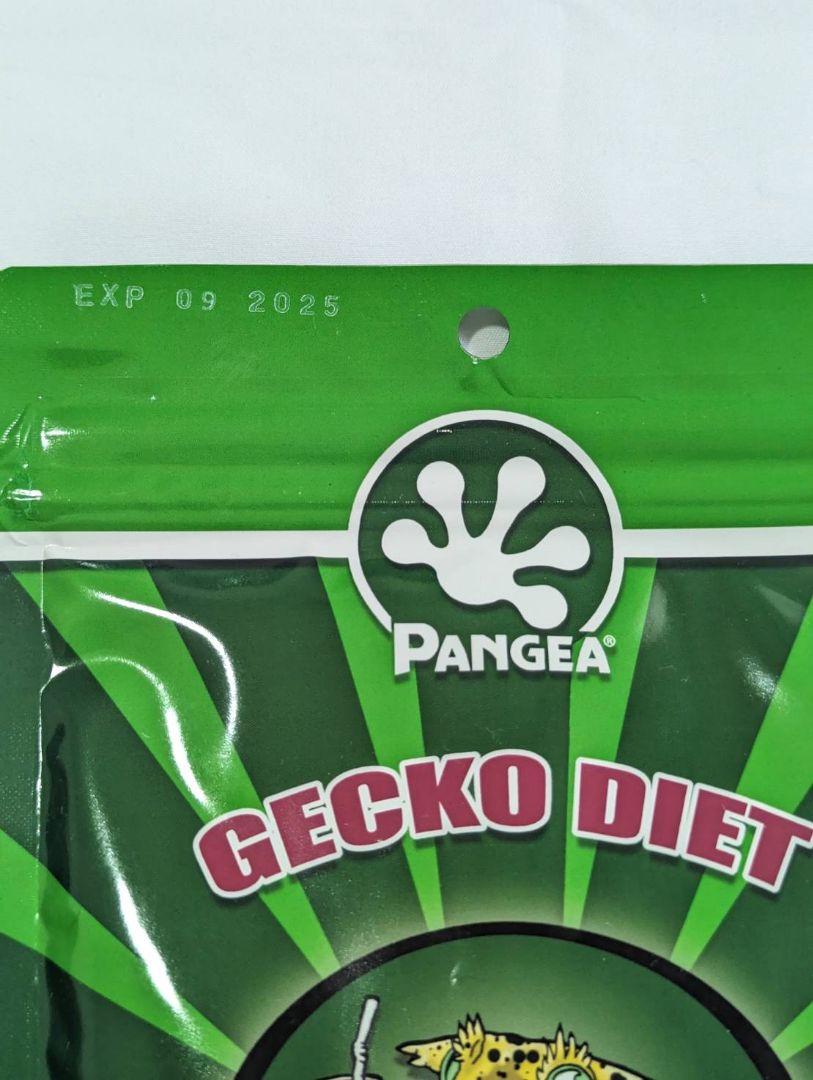 EXP 09 2025
PANGEA®
GECKO DIET